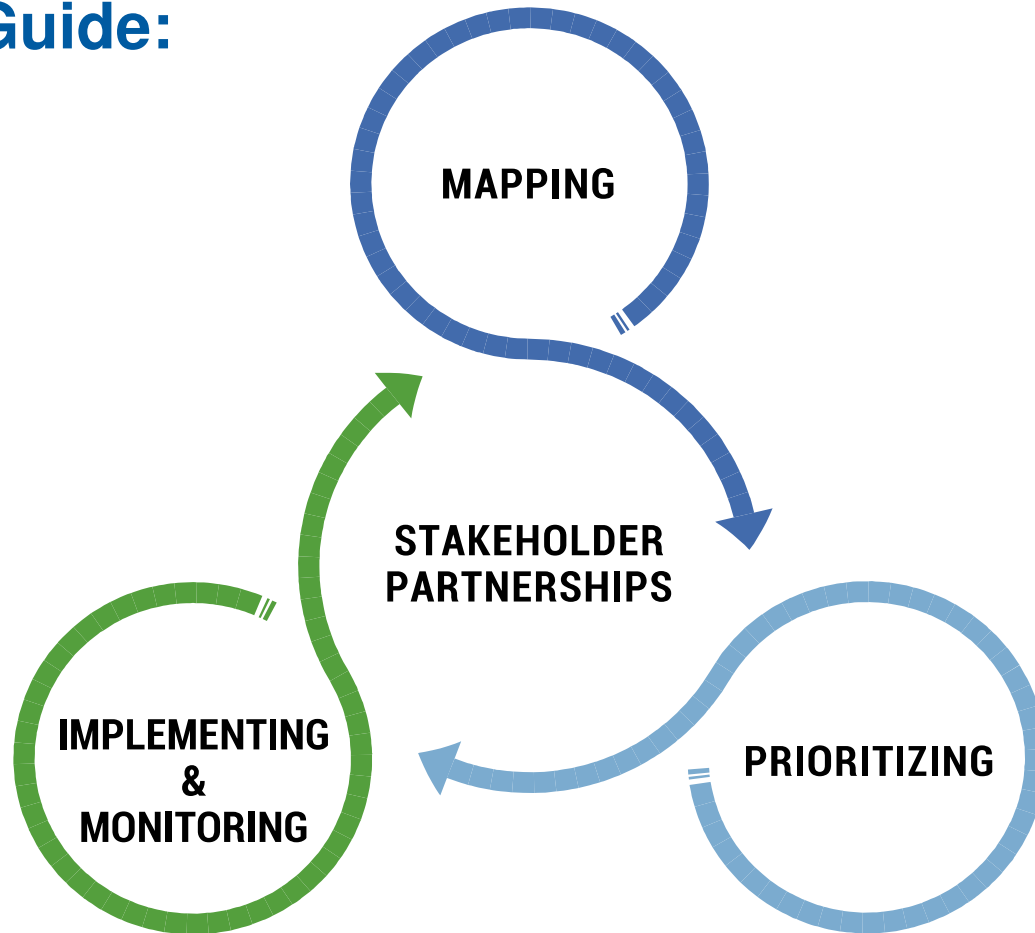 Guide:
MAPPING
STAKEHOLDER
PARTNERSHIPS
IMPLEMENTING
&
MONITORING
PRIORITIZING